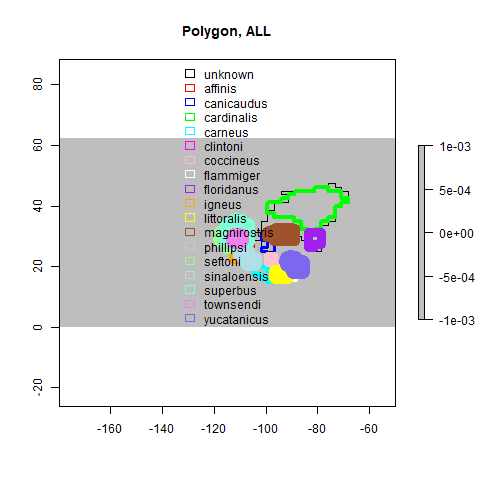 Polygon, ALL
unknown
affinis
canicaudus
cardinalis
carneus
clintoni
coccineus
flammiger
floridanus
igneus
littoralis
magnirostris
phillipsi
seftoni
sinaloensis
superbus
townsendi
yucatanicus
80
60
40
20
0
-20
-160
-140
-120
-100
-80
-60
1e-03
5e-04
0e+00
-5e-04
-1e-03